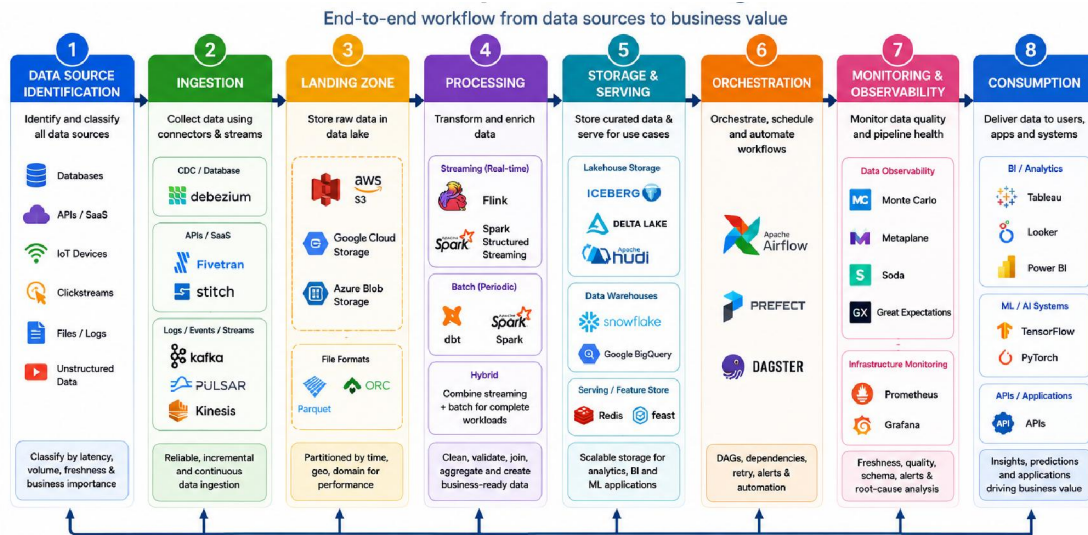 End-to-end workflow from data sources to business value
1
DATA SOURCE
IDENTIFICATION
Identify and classify
all data sources
Databases
APIs / SaaS
IoT Devices
Clickstreams
Files / Logs
Unstructured
Data
Classify by latency,
volume, freshness &
business importance
2
INGESTION
Collect data using
connectors & streams
CDC / Database
debezium
APIs / SaaS
Fivetran
stitch
Logs / Events / Streams
kafka
PULSAR
Kinesis
Reliable, incremental
and continuous
data ingestion
3
LANDING ZONE
Store raw data in
data lake
aws
S3
Google Cloud
Storage
Azure Blob
Storage
File Formats
Parquet
ORC
Partitioned by time,
geo, domain for
performance
4
PROCESSING
Transform and enrich
data
Streaming (Real-time)
Flink
Spark
Spark
Structured
Streaming
Batch (Periodic)
dbt
Spark
Spark
Hybrid
Combine streaming
+ batch for complete
workloads
Clean, validate, join,
aggregate and create
business-ready data
5
STORAGE &
SERVING
Store curated data &
serve for use cases
Lakehouse Storage
ICEBERG
DELTA LAKE
Apache
hudi
Data Warehouses
snowflake
Google BigQuery
Serving / Feature Store
Redis
feast
Scalable storage for
analytics, BI and
ML applications
6
ORCHESTRATION
Orchestrate, schedule
and automate
workflows
Apache
Airflow
PREFECT
DAGSTER
DAGs, dependencies,
retry, alerts &
automation
7
MONITORING &
OBSERVABILITY
Monitor data quality
and pipeline health
Data Observability
MC
Monte Carlo
Metaplane
S
Soda
GX
Great Expectations
Infrastructure Monitoring
Prometheus
Grafana
Freshness, quality,
schema, alerts &
root-cause analysis
8
CONSUMPTION
Deliver data to users,
apps and systems
BI / Analytics
Tableau
Looker
Power BI
ML / AI Systems
TensorFlow
PyTorch
APIs / Applications
API
APIs
Insights, predictions
and applications
driving business value